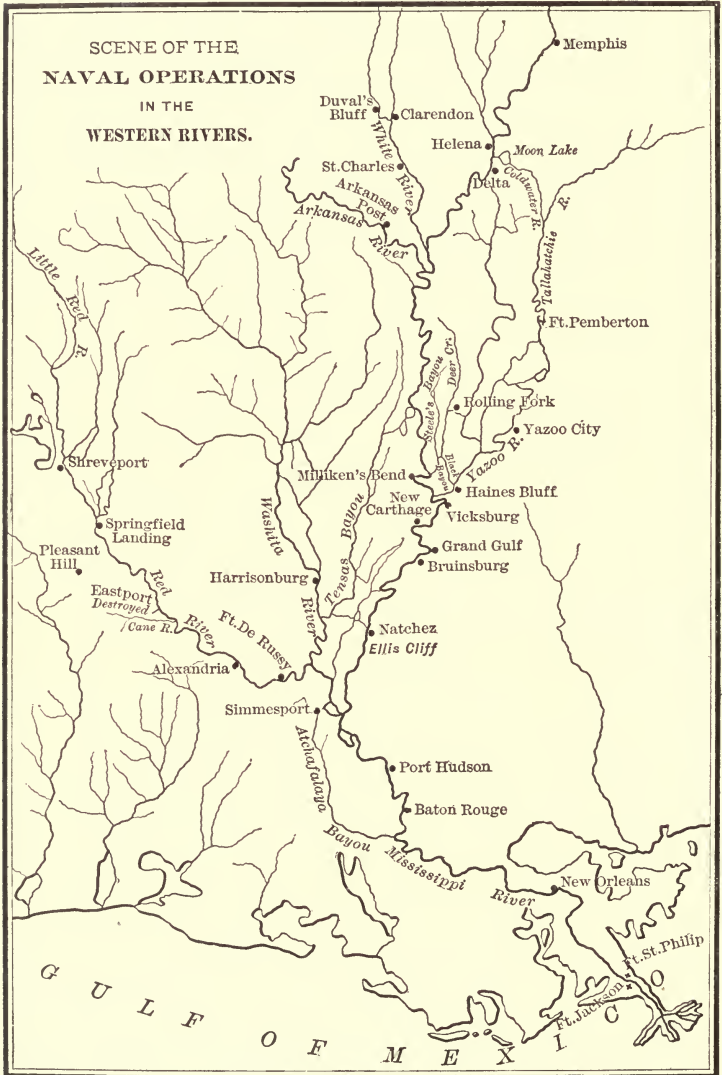 SCENE OF THE
NAVAL OPERATIONS
IN THE
WESTERN RIVERS.
Memphis
Duval's
Bluff
Clarendon
White
River
Helena
Moon Lake
St.Charles
Delta
Coldwater R.
Arkansas
Post
Arkansas
River
Tallahatchie R.
Little
Red
R.
Ft.Pemberton
Steele's Bayou
Deer Cr.
Rolling Fork
Yazoo City
Yazoo R.
Black
Bayou
Shreveport
Milliken's Bend
Haines Bluff
New
Carthage
Vicksburg
Washita
River
Tensas Bayou
Springfield
Landing
Grand Gulf
Bruinsburg
Pleasant
Hill
Harrisonburg
Eastport
Destroyed
Cane R.
Red
River
Ft.De Russy
Natchez
Ellis Cliff
Alexandria
Simmesport
Atchafalaya
Bayou
Port Hudson
Baton Rouge
Mississippi
River
New Orleans
Ft.St.Philip
Ft.Jackson
GULF OF MEXICO